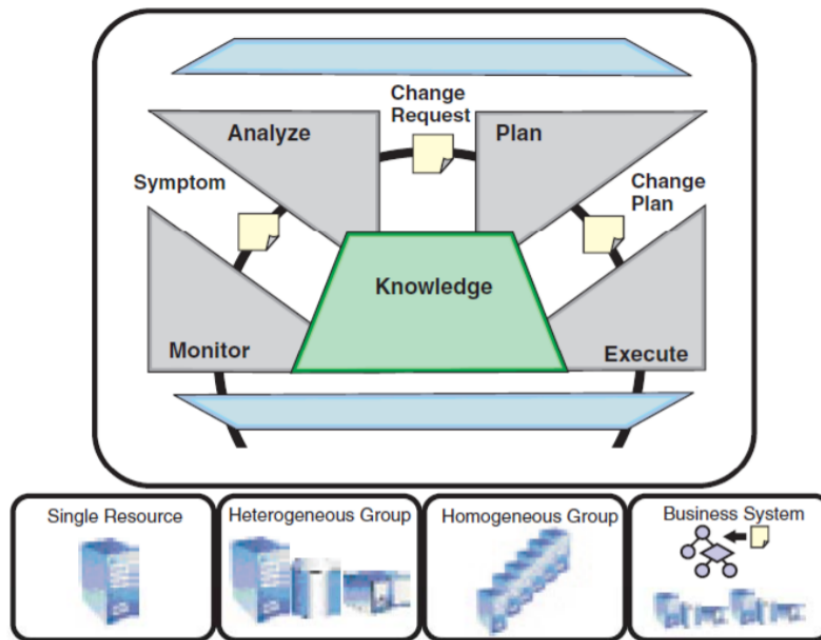 Change
Request
Analyze
Plan
Symptom
Change
Plan
Knowledge
Monitor
Execute
Single Resource
Heterogeneous Group
Homogeneous Group
Business System